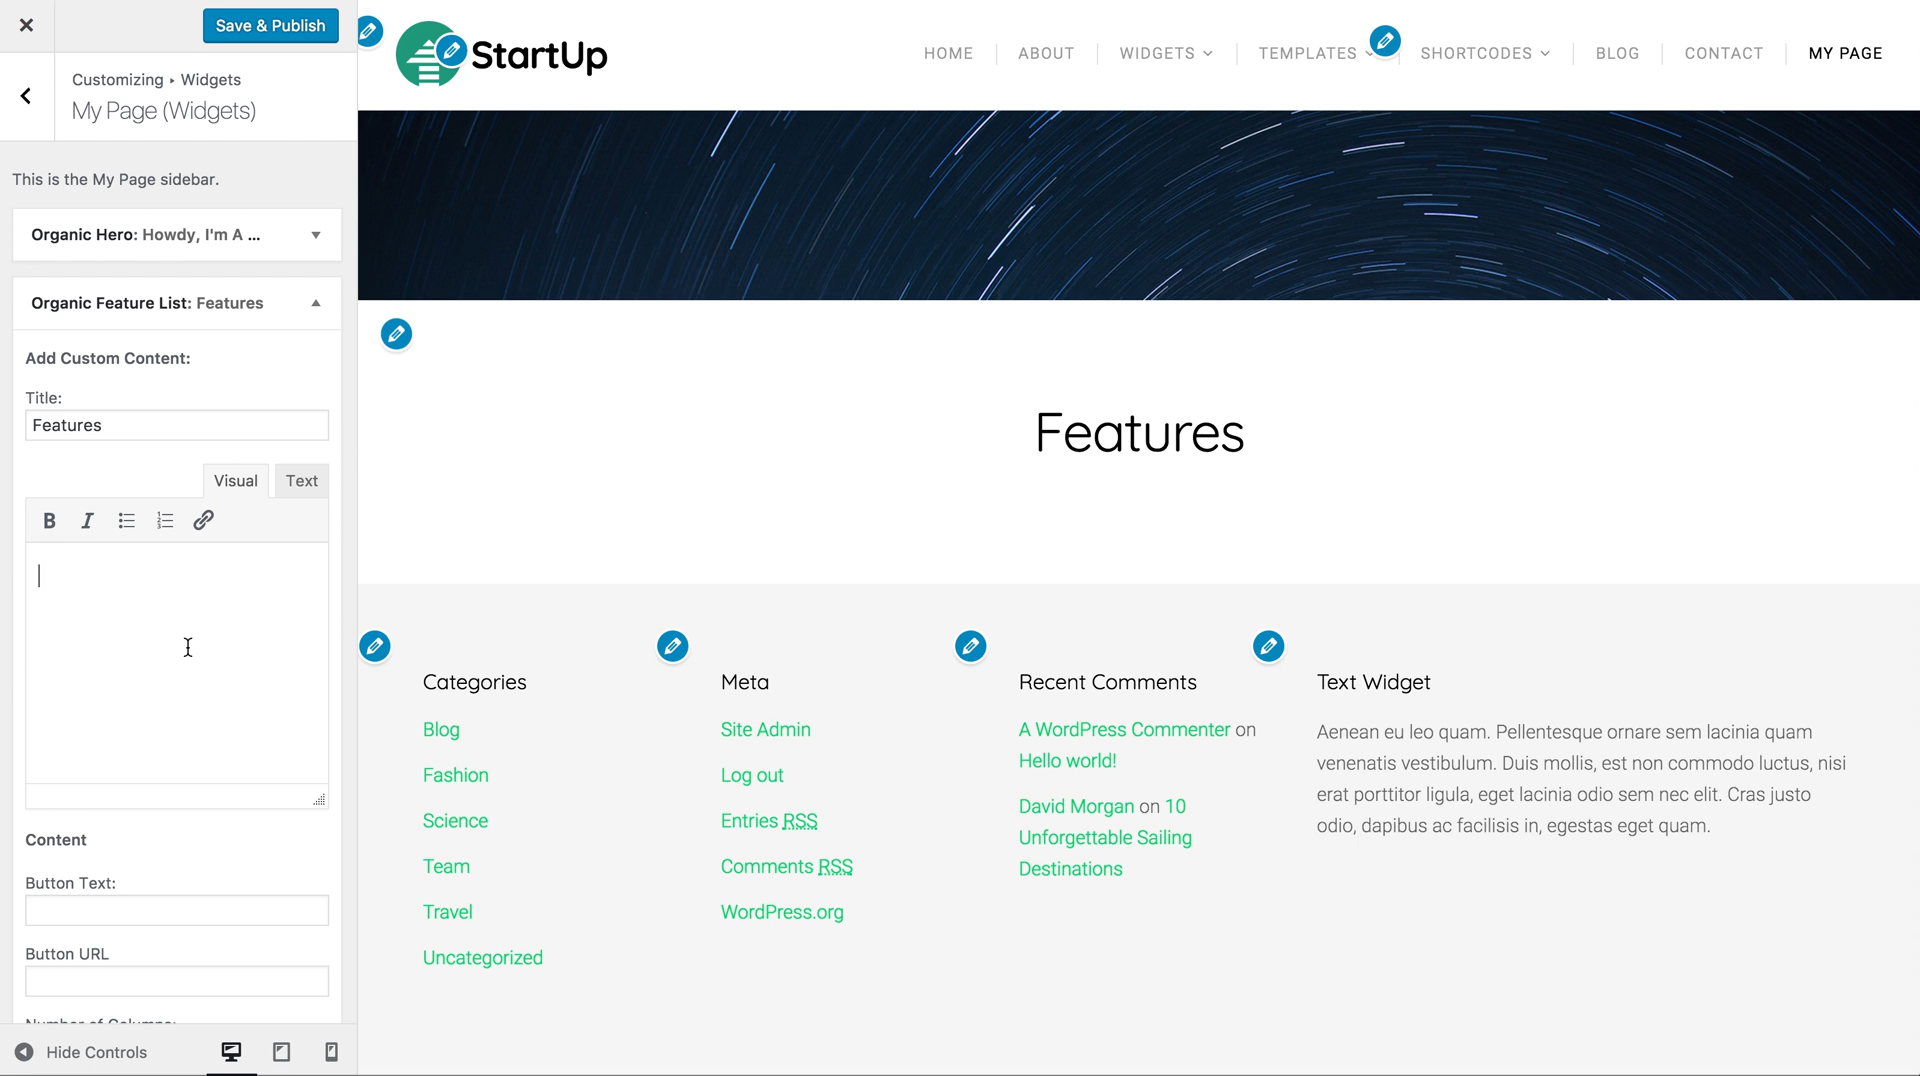 Save & Publish
Customizing ▸ Widgets
My Page (Widgets)
This is the My Page sidebar.
Organic Hero: Howdy, I'm A ...
Organic Feature List: Features
Add Custom Content:
Title:
Features
Visual
Text
B
I
Content
Button Text:
Button URL
Number of Columns:
Hide Controls
StartUp
HOME
ABOUT
WIDGETS
TEMPLATES
SHORTCODES
BLOG
CONTACT
MY PAGE
Features
Categories
Blog
Fashion
Science
Team
Travel
Uncategorized
Meta
Site Admin
Log out
Entries RSS
Comments RSS
WordPress.org
Recent Comments
A WordPress Commenter on
Hello world!
David Morgan on 10
Unforgettable Sailing
Destinations
Text Widget
Aenean eu leo quam. Pellentesque ornare sem lacinia quam
venenatis vestibulum. Duis mollis, est non commodo luctus, nisi
erat porttitor ligula, eget lacinia odio sem nec elit. Cras justo
odio, dapibus ac facilisis in, egestas eget quam.